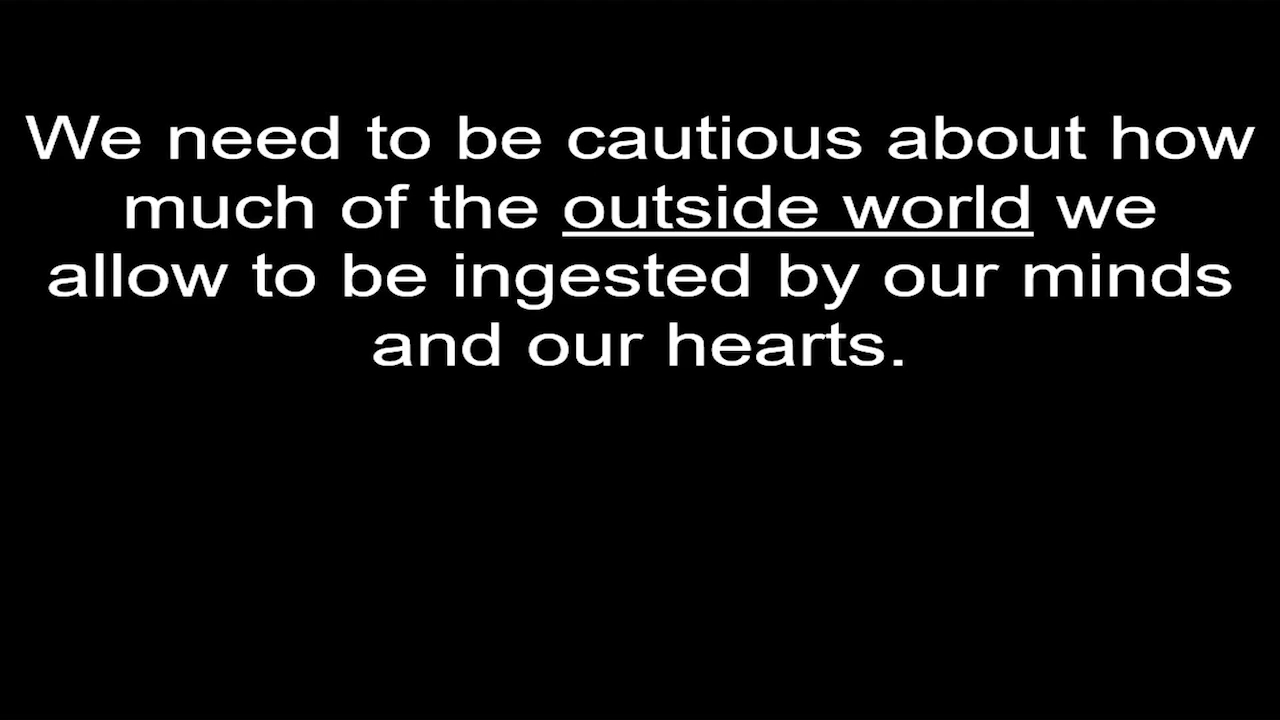 We need to be cautious about how
much of the outside world we
allow to be ingested by our minds
and our hearts.